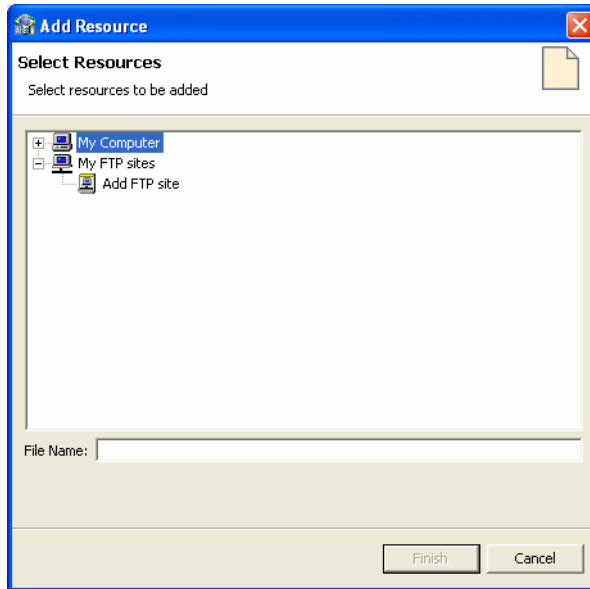 Add Resource
Select Resources
Select resources to be added
My Computer
My FTP sites
Add FTP site
File Name:
Finish Cancel